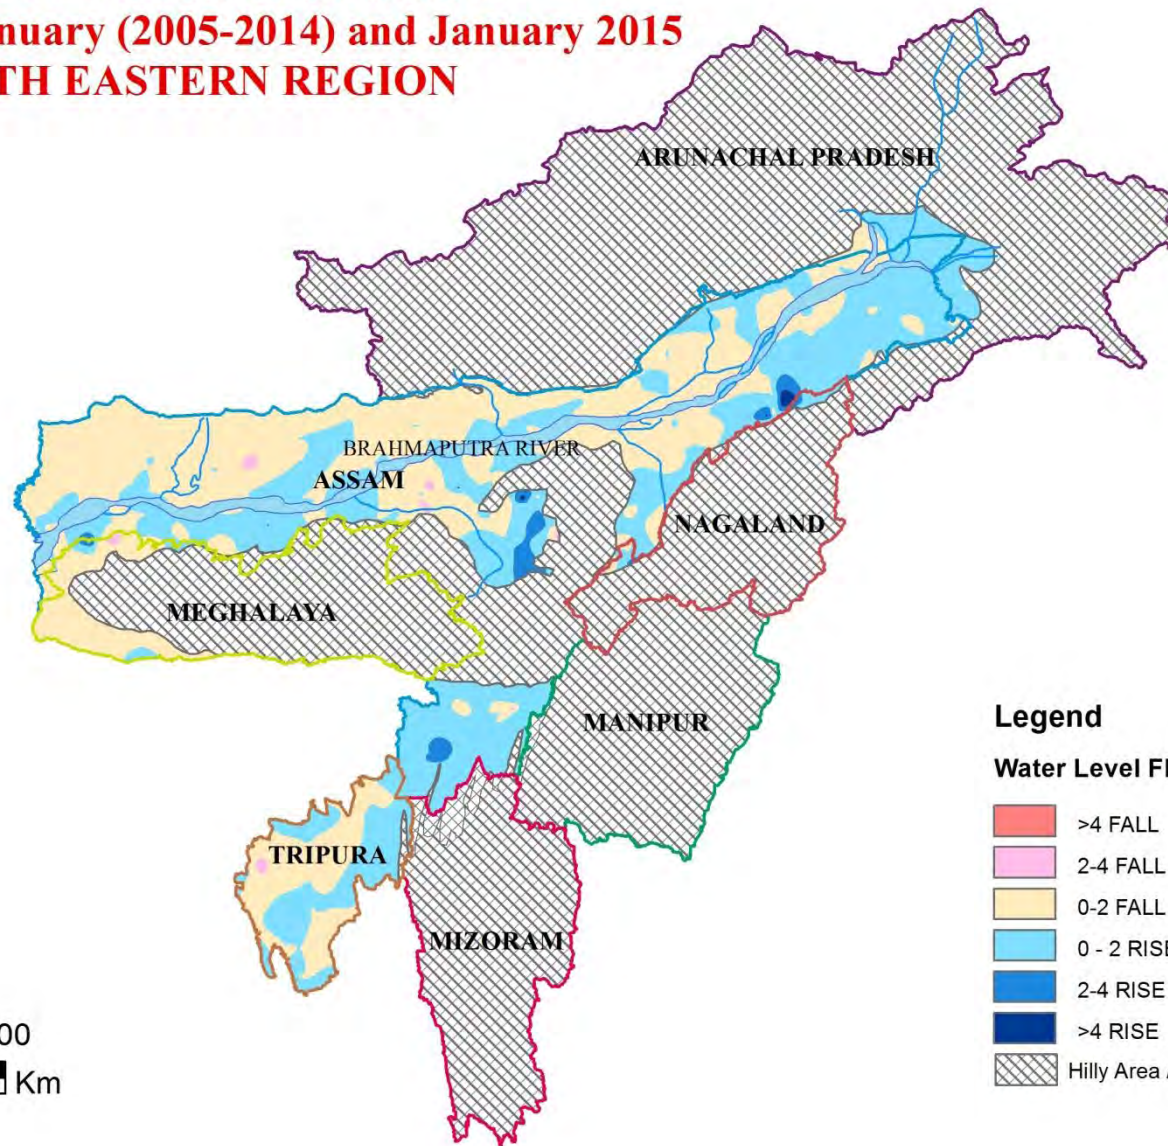 nuary (2005-2014) and January 2015
TH EASTERN REGION
ARUNACHAL PRADESH
BRAHMAPUTRA RIVER
ASSAM
NAGALAND
MEGHALAYA
MANIPUR
TRIPURA
MIZORAM
Legend
Water Level Fl
>4 FALL
2-4 FALL
0-2 FALL
0 - 2 RISE
2-4 RISE
>4 RISE
Hilly Area
00
Km